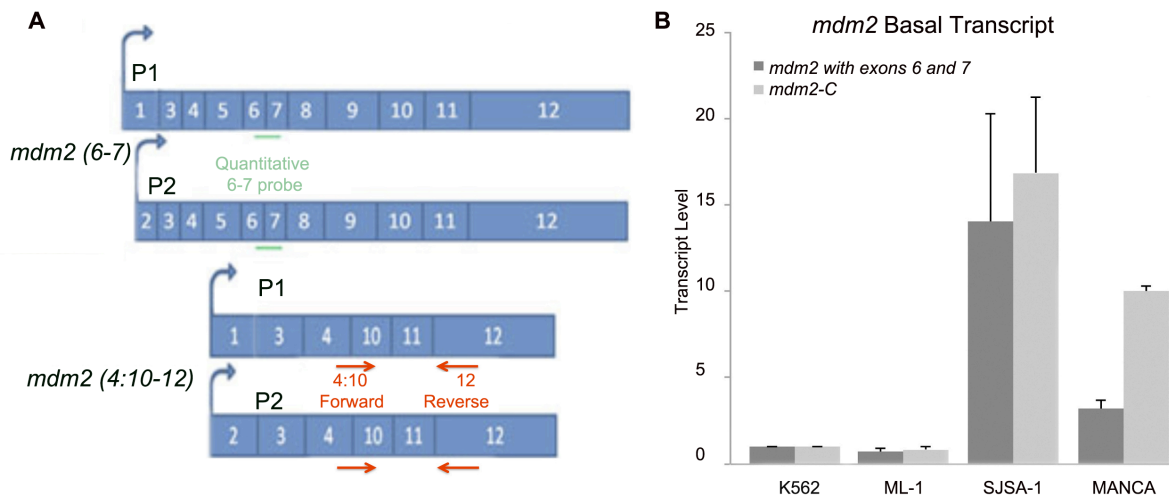 A
P1
1 3 4 5 6 7 8 9 10 11 12
mdm2 (6-7)
Quantitative
6-7 probe
P2
2 3 4 5 6 7 8 9 10 11 12
P1
1 3 4 10 11 12
mdm2 (4:10-12)
4:10 12
Forward Reverse
P2
2 3 4 10 11 12
B
mdm2 Basal Transcript
mdm2 with exons 6 and 7
mdm2-C
Transcript Level
25
20
15
10
5
0
K562 ML-1 SJSA-1 MANCA